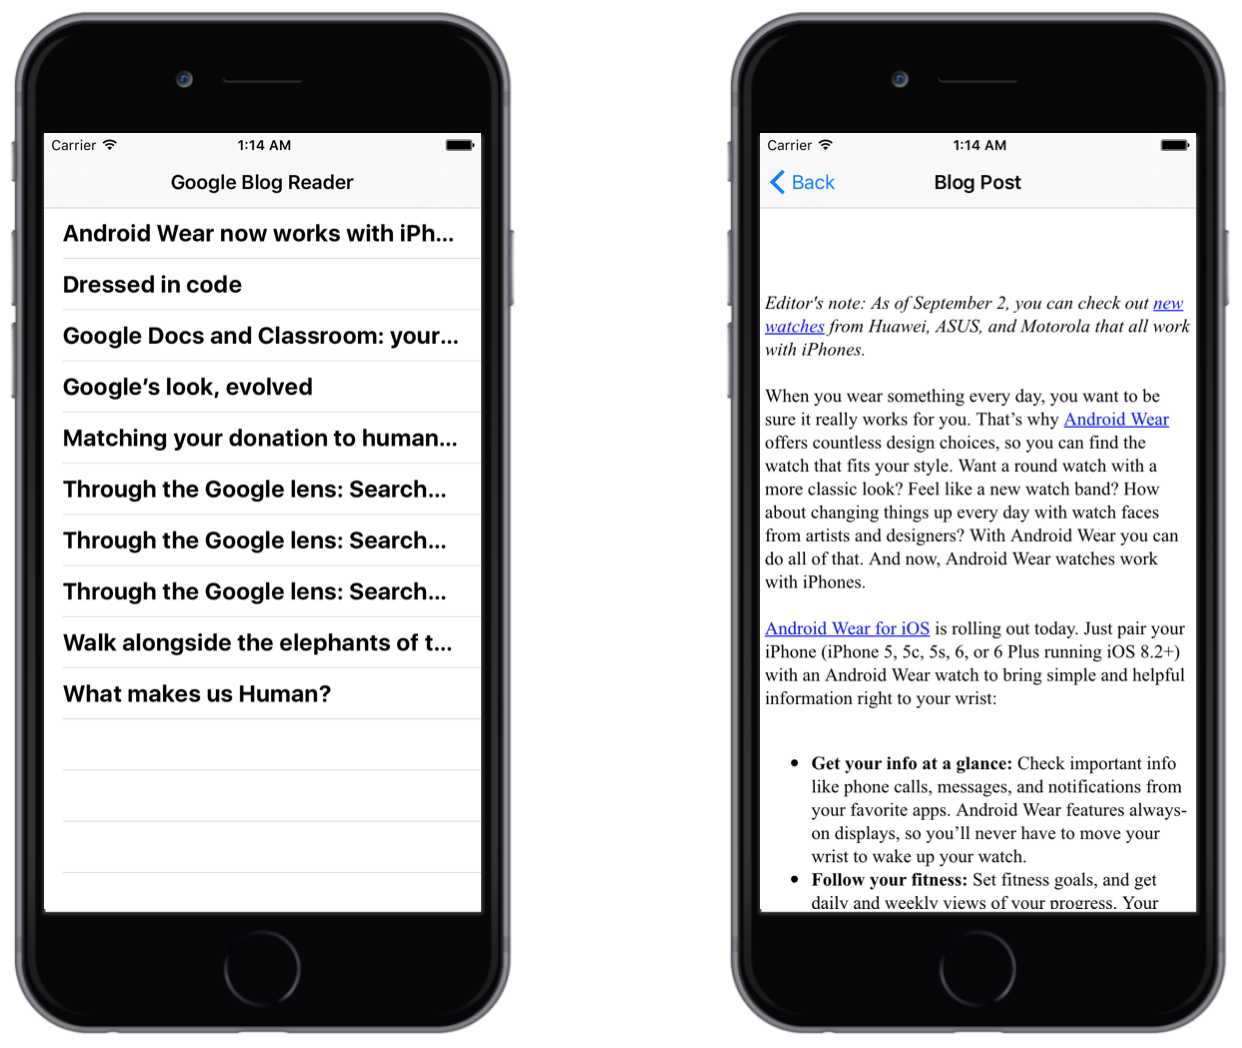 Carrier 1:14 AM
Google Blog Reader
Android Wear now works with iPh...
Dressed in code
Google Docs and Classroom: your...
Google’s look, evolved
Matching your donation to human...
Through the Google lens: Search...
Through the Google lens: Search...
Through the Google lens: Search...
Walk alongside the elephants of t...
What makes us Human?
Carrier 1:14 AM
Back Blog Post
Editor's note: As of September 2, you can check out new
watches from Huawei, ASUS, and Motorola that all work
with iPhones.
When you wear something every day, you want to be
sure it really works for you. That’s why Android Wear
offers countless design choices, so you can find the
watch that fits your style. Want a round watch with a
more classic look? Feel like a new watch band? How
about changing things up every day with watch faces
from artists and designers? With Android Wear you can
do all of that. And now, Android Wear watches work
with iPhones.
Android Wear for iOS is rolling out today. Just pair your
iPhone (iPhone 5, 5c, 5s, 6, or 6 Plus running iOS 8.2+)
with an Android Wear watch to bring simple and helpful
information right to your wrist:
• Get your info at a glance: Check important info
like phone calls, messages, and notifications from
your favorite apps. Android Wear features always-
on displays, so you’ll never have to move your
wrist to wake up your watch.
• Follow your fitness: Set fitness goals, and get
daily and weekly views of your progress. Your